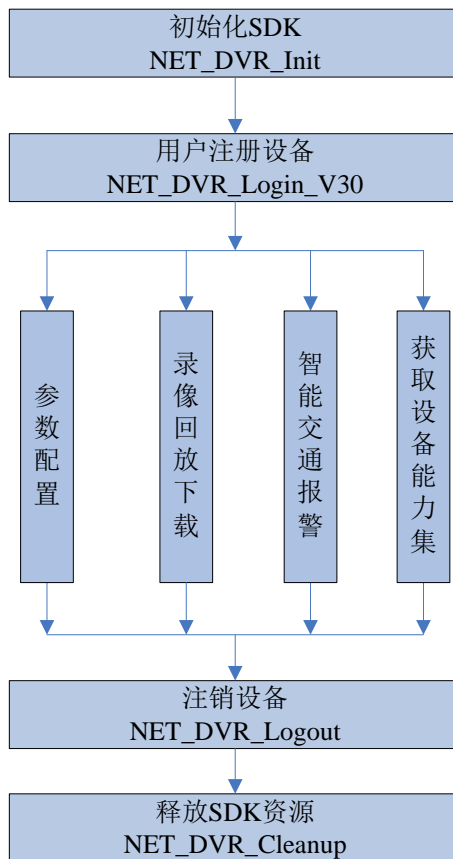 初始化SDK
NET_DVR_Init
用户注册设备
NET_DVR_Login_V30
参数配置
录像回放下载
智能交通报警
获取设备能力集
注销设备
NET_DVR_Logout
释放SDK资源
NET_DVR_Cleanup